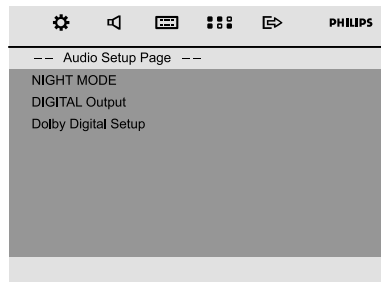 PHILIPS
-- Audio Setup Page --
NIGHT MODE
DIGITAL Output
Dolby Digital Setup